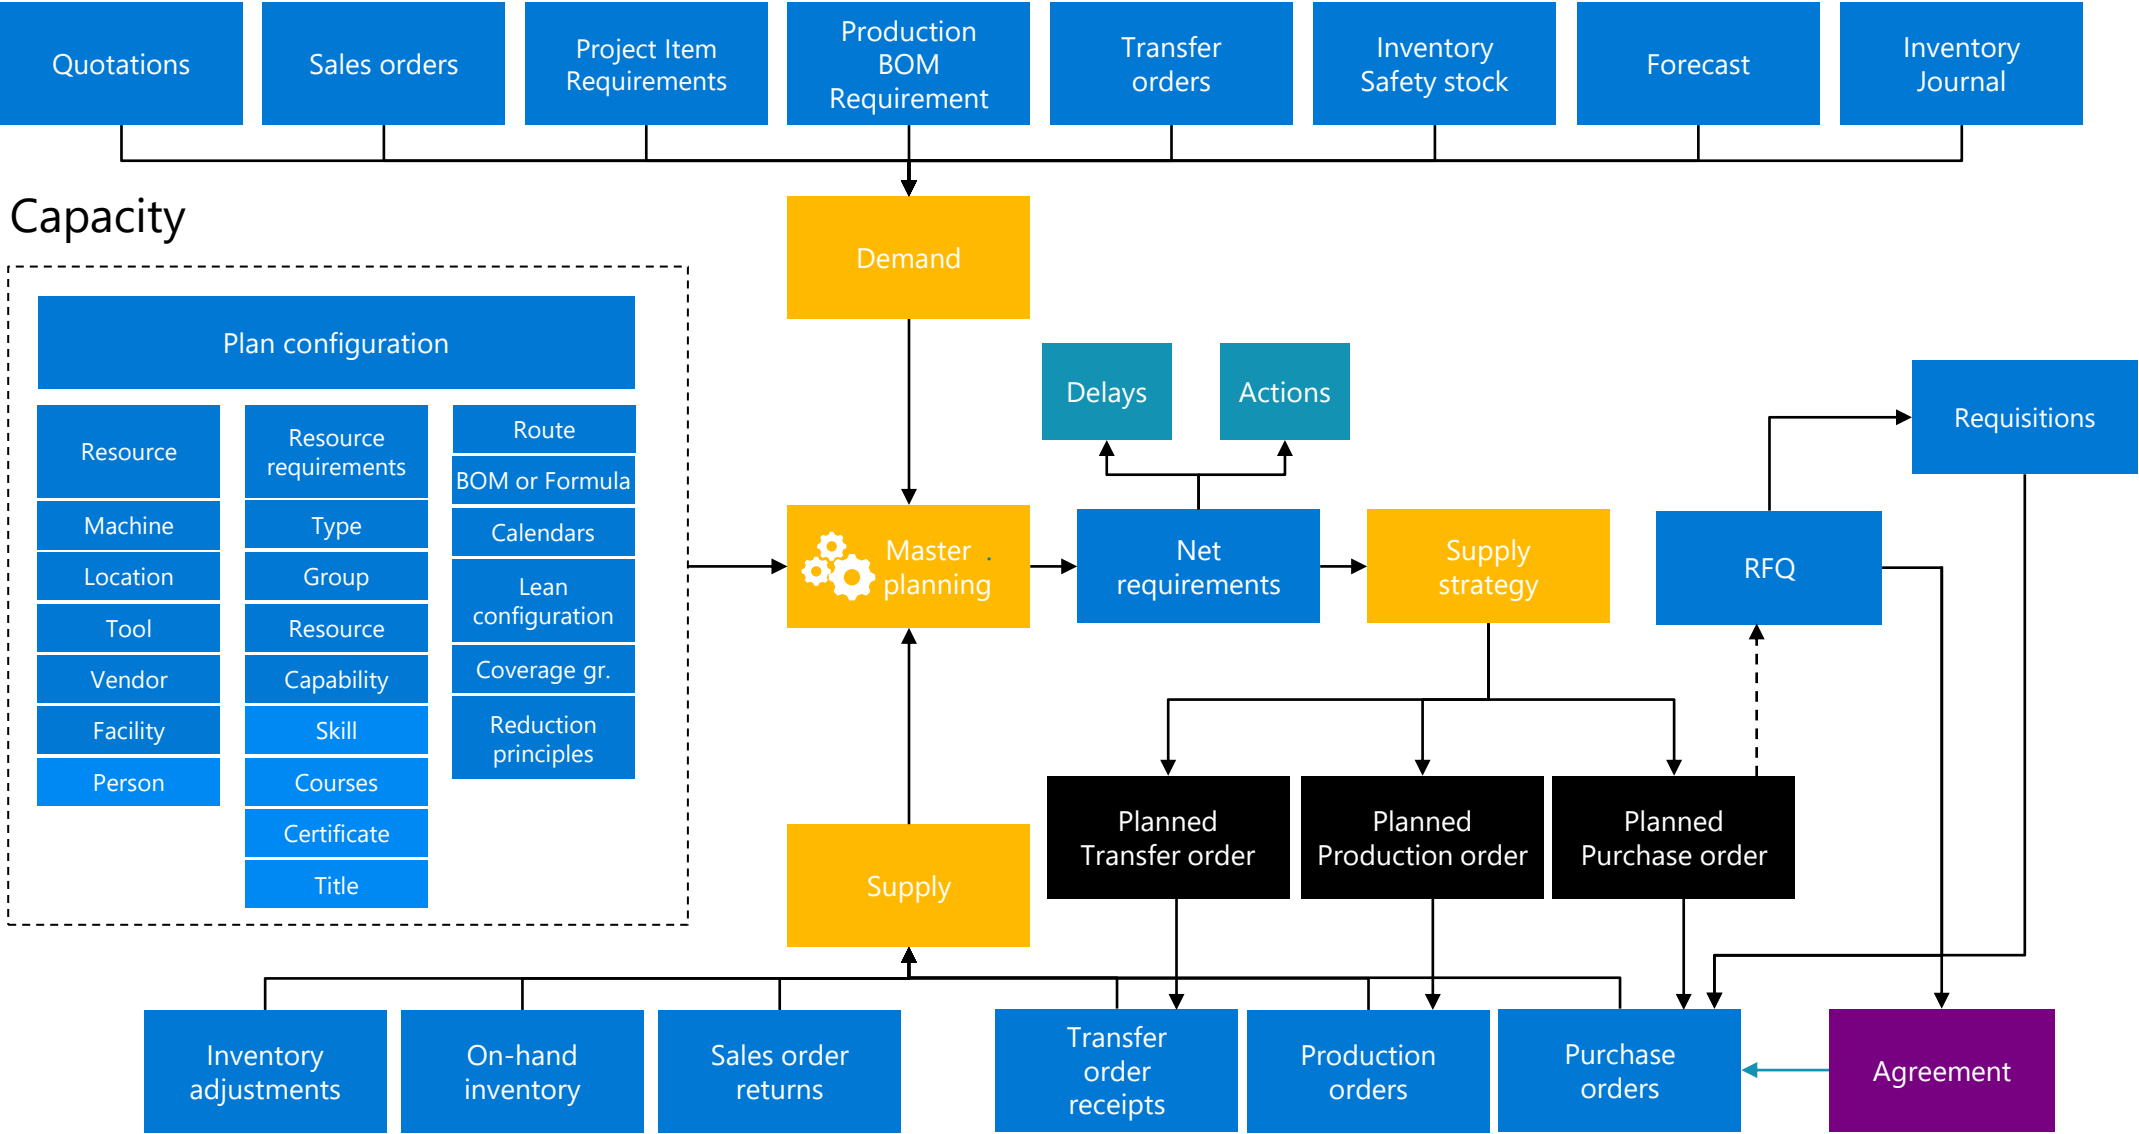 Quotations
Sales orders
Project Item
Requirements
Production
BOM
Requirement
Transfer
orders
Inventory
Safety stock
Forecast
Inventory
Journal
Capacity
Demand
Plan configuration
Resource
Machine
Location
Tool
Vendor
Facility
Person
Resource
requirements
Type
Group
Resource
Capability
Skill
Courses
Certificate
Title
Route
BOM or Formula
Calendars
Lean
configuration
Coverage gr.
Reduction
principles
Master .
planning
Delays
Actions
Net
requirements
Supply
strategy
RFQ
Requisitions
Planned
Transfer order
Planned
Production order
Planned
Purchase order
Supply
Inventory
adjustments
On-hand
inventory
Sales order
returns
Transfer
order
receipts
Production
orders
Purchase
orders
Agreement